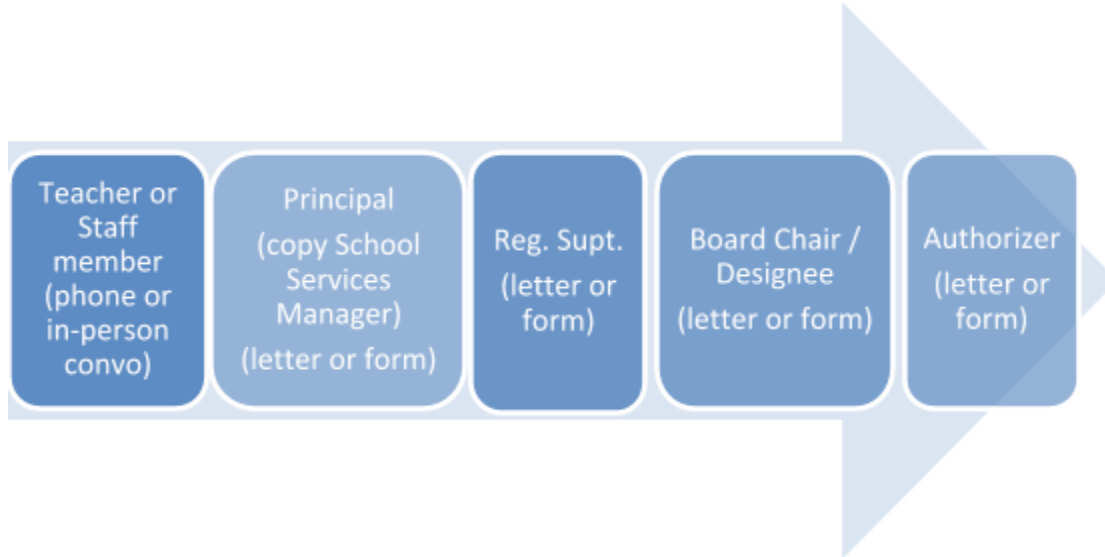 Teacher or
Staff
member
(phone or
in-person
convo)
Principal
(copy School
Services
Manager)
(letter or form)
Reg. Supt.
(letter or
form)
Board Chair /
Designee
(letter or form)
Authorizer
(letter or
form)